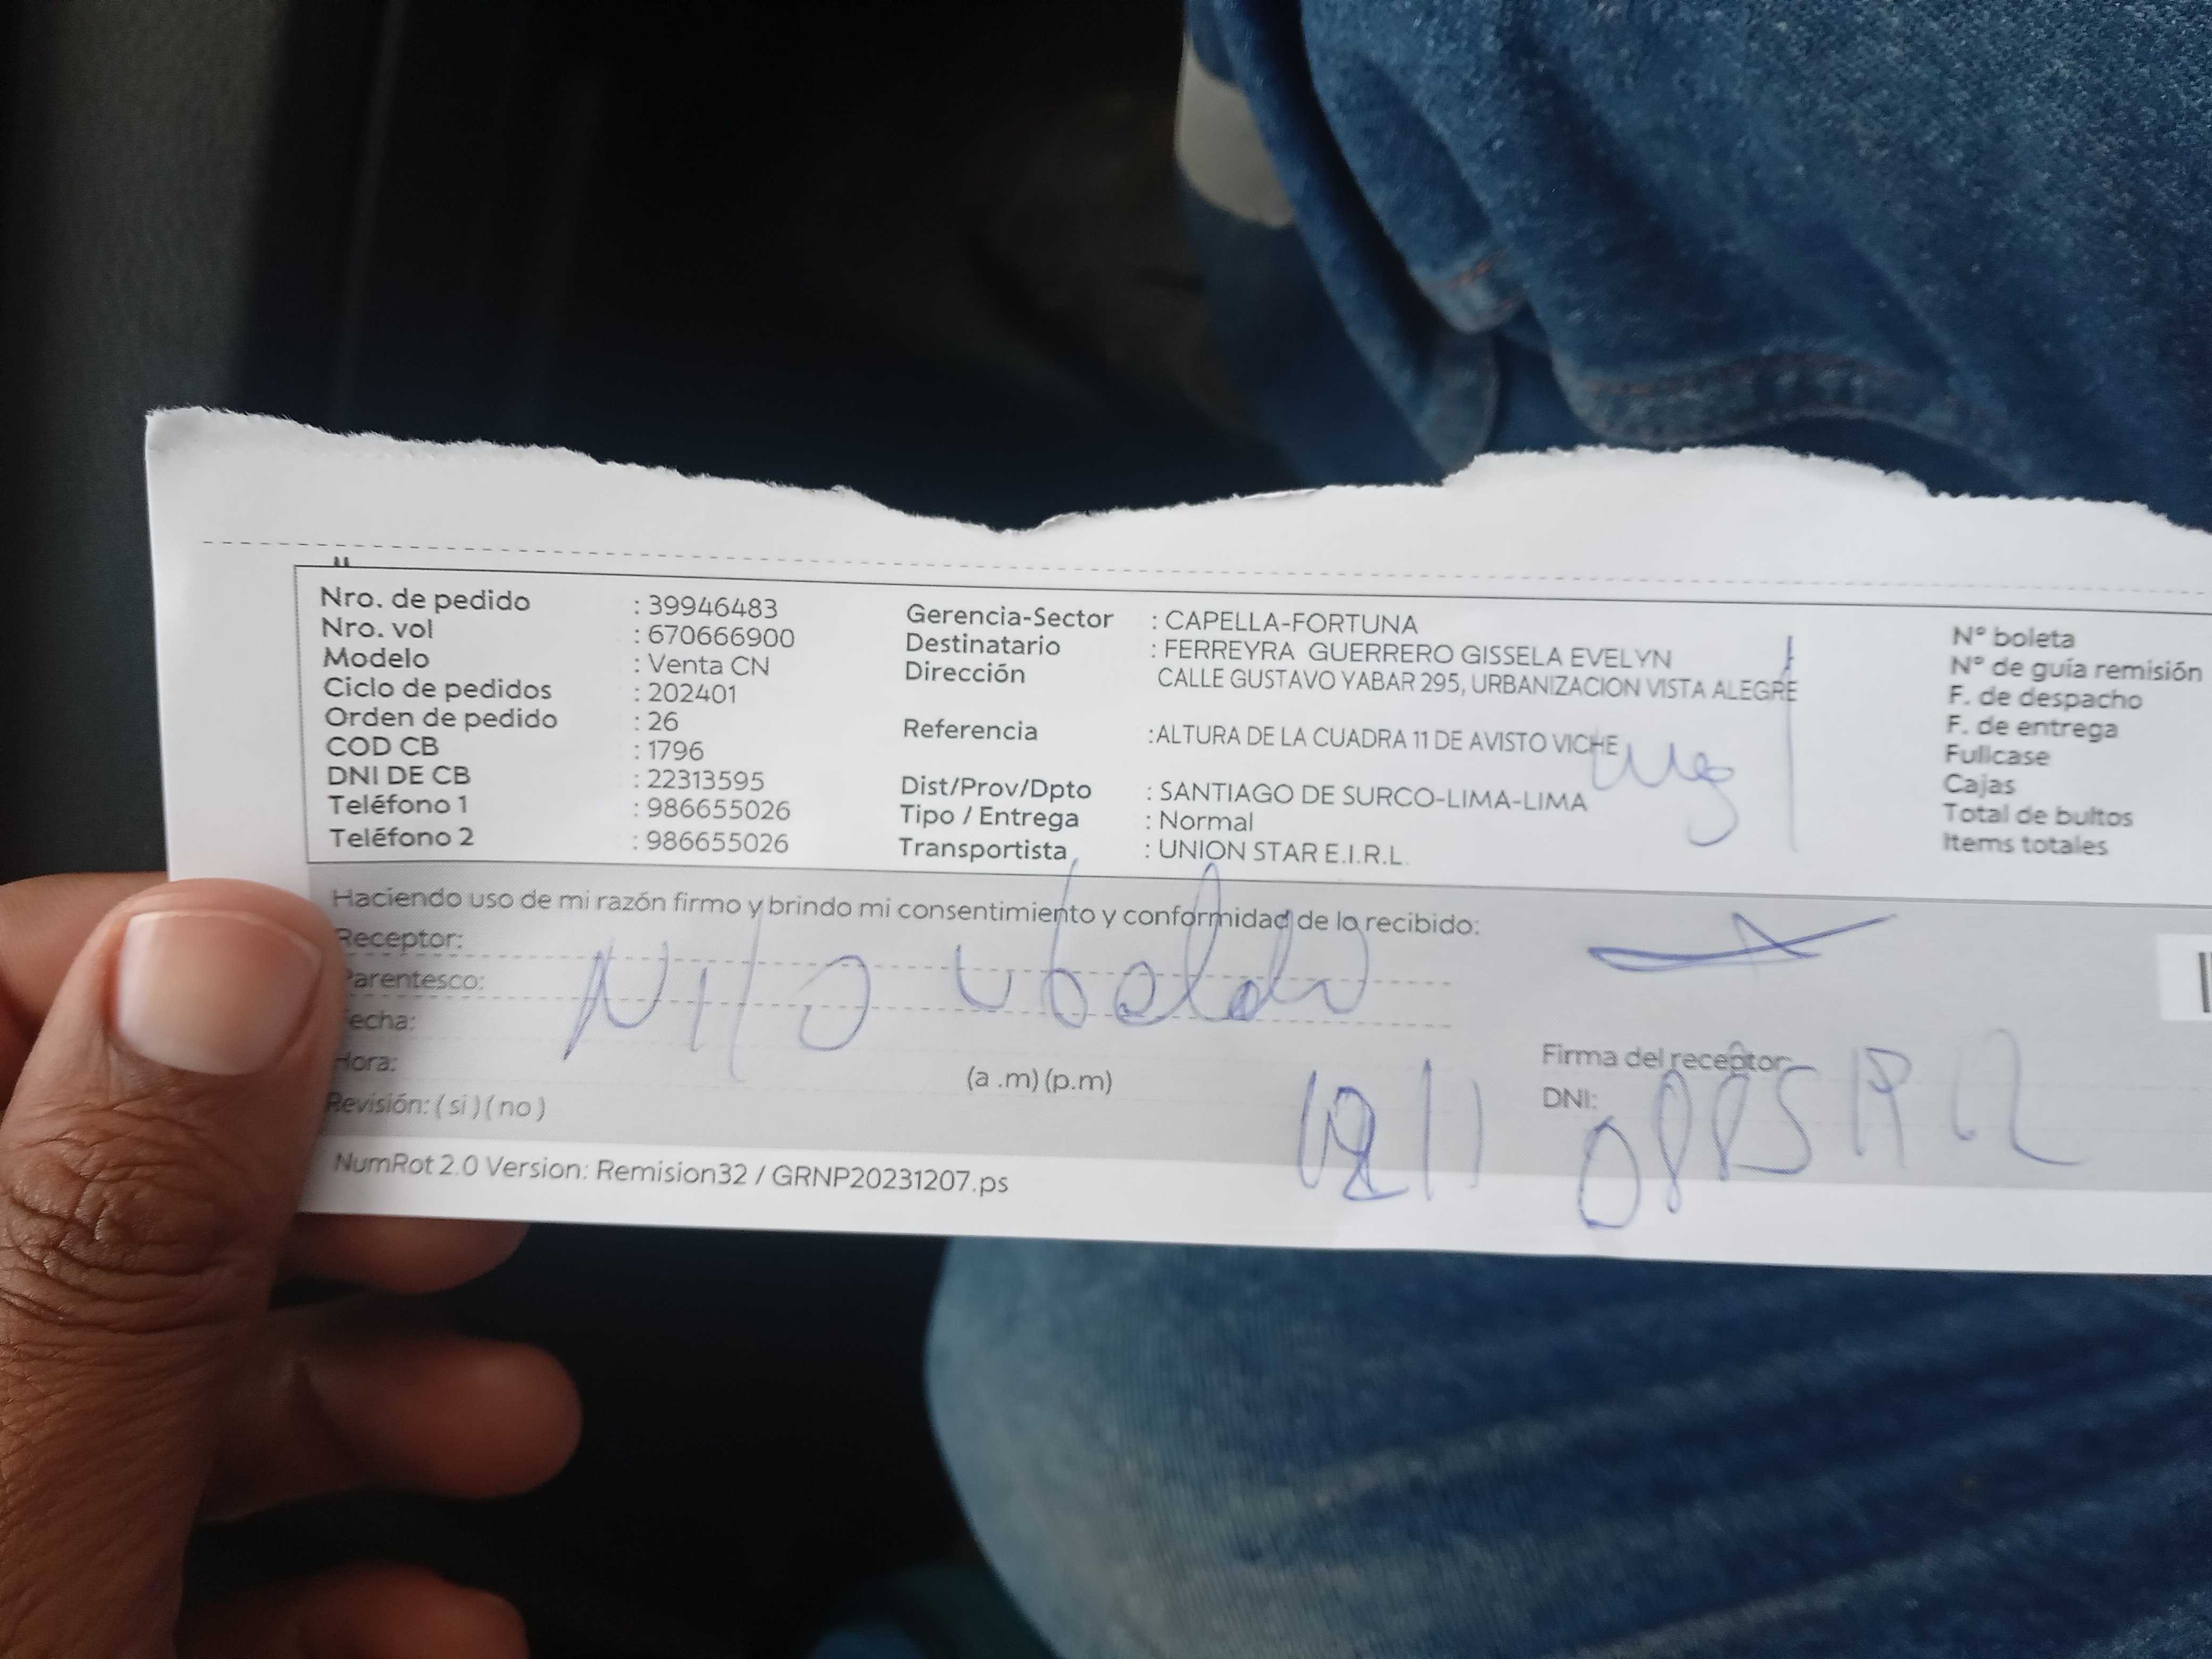 Nro. de pedido : 39946483
Nro. vol : 670666900
Modelo : Venta CN
Ciclo de pedidos : 202401
Orden de pedido : 26
COD CB : 1796
DNI DE CB : 22313595
Teléfono 1 : 986655026
Teléfono 2 : 986655026
Gerencia-Sector : CAPELLA-FORTUNA
Destinatario : FERREYRA GUERRERO GISSELA EVELYN
Dirección CALLE GUSTAVO YABAR 295, URBANIZACION VISTA ALEGRE
Referencia :ALTURA DE LA CUADRA 11 DE AVISTO VICHE
Dist/Prov/Dpto : SANTIAGO DE SURCO-LIMA-LIMA
Tipo / Entrega : Normal
Transportista : UNION STAR E.I.R.L.
N° boleta
N° de guía remisión
F. de despacho
F. de entrega
Fullcase
Cajas
Total de bultos
Items totales
Haciendo uso de mi razón firmo y brindo mi consentimiento y conformidad de lo recibido:
Receptor:
Parentesco:
Nilo Ubaldo
Fecha:
Hora: (a .m) (p.m)
Revisión: ( si ) ( no )
Firma del receptor
DNI:
NumRot 2.0 Version: Remision32 / GRNP20231207.ps